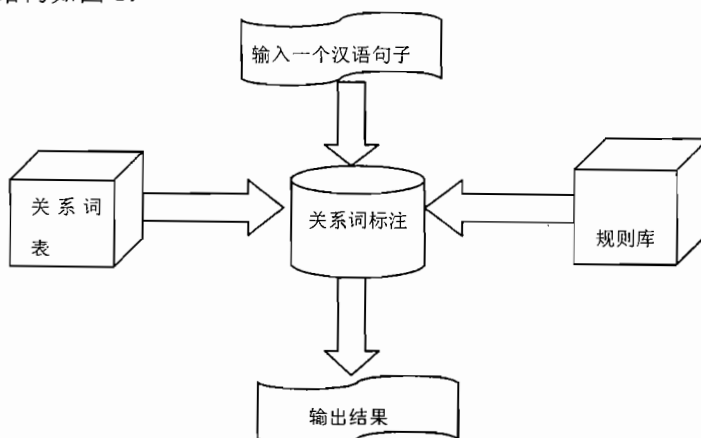 输入一个汉语句子
关系词
表
关系词标注
规则库
输出结果